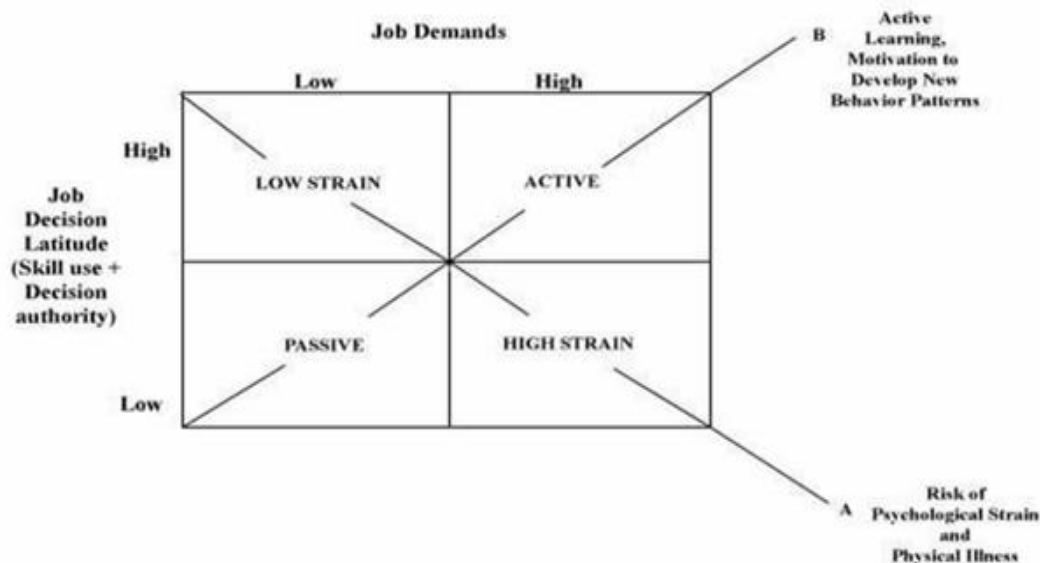 Job Demands
Low
High
B
Active
Learning,
Motivation to
Develop New
Behavior Patterns
High
LOW STRAIN
ACTIVE
Job
Decision
Latitude
(Skill use +
Decision
authority)
PASSIVE
HIGH STRAIN
Low
A
Risk of
Psychological Strain
and
Physical Illness